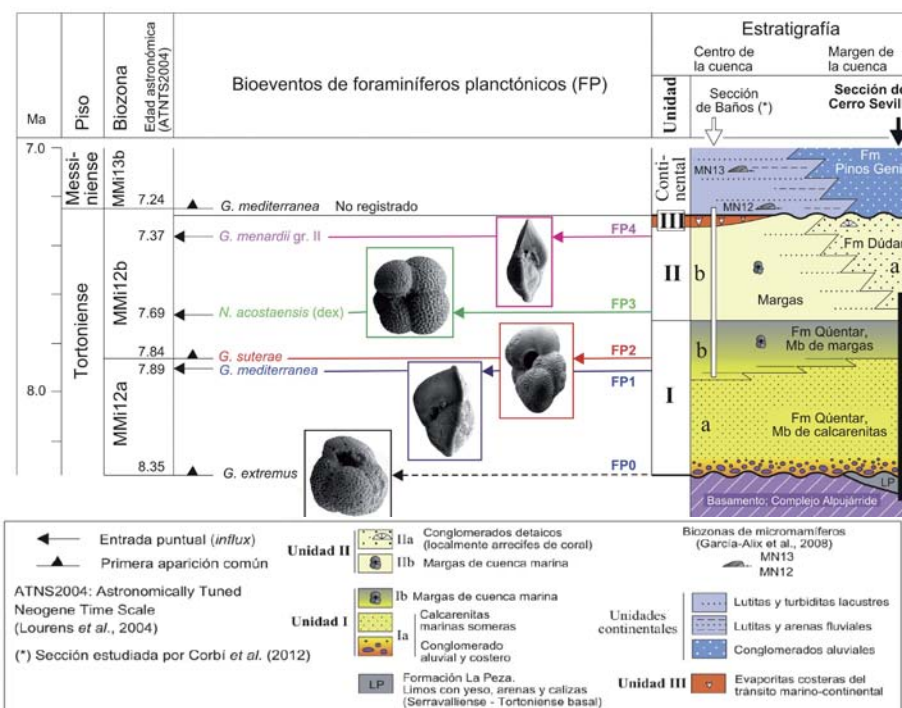 Ma
Piso
Biozona
Edad astronómica
(ATNTS2004)
Bioeventos de foraminíferos planctónicos (FP)
Unidad
Estratigrafía
Centro de
la cuenca
Margen de
la cuenca
Sección
de Baños (*)
Sección de
Cerro Sevill
7.0
8.0
Messi-
niense
Tortoniense
MMi13b
MMi12b
MMi12a
7.24
G. mediterranea No registrado
7.37
G. menardii gr. II
FP4
7.69
N. acostaensis (dex)
FP3
7.84
G. suterae
FP2
7.89
G. mediterranea
FP1
8.35
G. extremus
FP0
Conti-
nental
III
II
I
MN13
MN12
Fm
Pinos Geni
Fm Dúdar
b
a
Margas
b
Fm Qúentar,
Mb de margas
a
Fm Qúentar,
Mb de calcarenitas
LP
Basamento: Complejo Alpujárride
Entrada puntual (influx)
Primera aparición común
ATNS2004: Astronomically Tuned
Neogene Time Scale
(Lourens et al., 2004)
(*) Sección estudiada por Corbí et al. (2012)
Unidad II
IIa
Conglomerados detaicos
(localmente arrecifes de coral)
IIb
Margas de cuenca marina
Unidad I
Ib
Margas de cuenca marina
Ia
Calcarenitas
marinas someras
Conglomerado
aluvial y costero
LP
Formación La Peza.
Limos con yeso, arenas y calizas
(Serravalliense - Tortoniense basal)
Biozonas de micromamíferos
(García-Alix et al., 2008)
MN13
MN12
Unidades
continentales
Lutitas y turbiditas lacustres
Lutitas y arenas fluviales
Conglomerados aluviales
Unidad III
Evaporitas costeras del
tránsito marino-continental